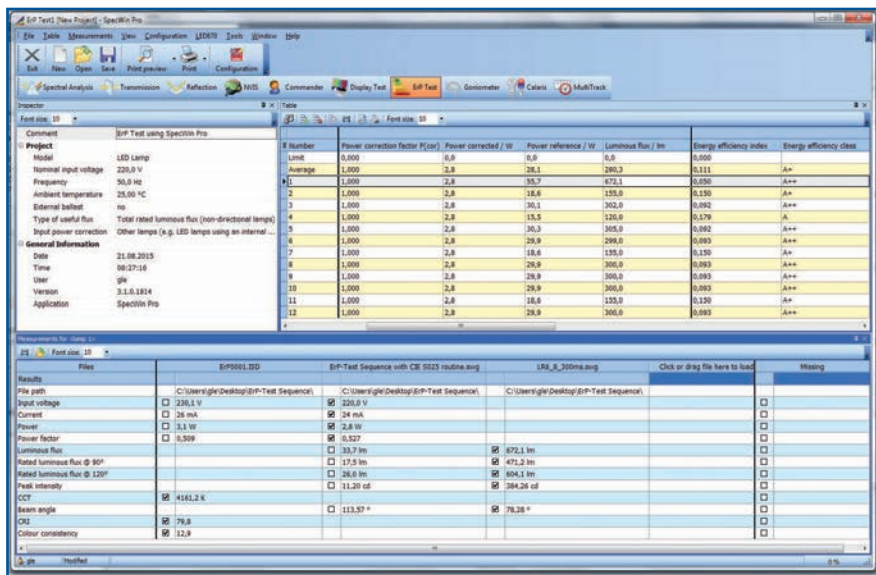 ErP Test1 [New Project] - SpecWin Pro
File Table Measurements View Configuration LED670 Tools Window Help
Exit New Open Save Print preview Print Configuration
Spectral Analysis Transmission Reflection NVIS Commander Display Test ErP Test Goniometer Colaris MultiTrack
Inspector
Font size: 10
Comment ErP Test using SpecWin Pro
Project
Model LED Lamp
Nominal input voltage 220,0 V
Frequency 50,0 Hz
Ambient temperature 25,00 °C
External ballast no
Type of useful flux Total rated luminous flux (non-directional lamps)
Input power correction Other lamps (e.g. LED lamps using an internal ...
General Information
Date 21.08.2015
Time 08:27:16
User gle
Version 3.1.0.1814
Application SpecWin Pro
Table
Font size: 10
Number Power correction factor P(cor) Power corrected / W Power reference / W Luminous flux / lm Energy efficiency index Energy efficiency class
Limit 0,000 0,0 0,0 0,0 0,000
Average 1,000 2,8 28,1 280,3 0,111 A+
1 1,000 2,8 55,7 672,1 0,050 A++
2 1,000 2,8 18,6 155,0 0,150 A+
3 1,000 2,8 30,1 302,0 0,092 A++
4 1,000 2,8 15,5 120,0 0,179 A
5 1,000 2,8 30,3 305,0 0,092 A++
6 1,000 2,8 29,9 299,0 0,093 A++
7 1,000 2,8 18,6 155,0 0,150 A+
8 1,000 2,8 29,9 300,0 0,093 A++
9 1,000 2,8 29,9 300,0 0,093 A++
10 1,000 2,8 29,9 300,0 0,093 A++
11 1,000 2,8 18,6 155,0 0,150 A+
12 1,000 2,8 29,9 300,0 0,093 A++
Measurements for <lamp 1>
Font size: 10
Files ErP0001.ISD ErP-Test Sequence with CIE S025 routine.swg LR6_8_300ms.swg Click or drag file here to load Missing
Results
File path C:\Users\gle\Desktop\ErP-Test Sequence\ C:\Users\gle\Desktop\ErP-Test Sequence\ C:\Users\gle\Desktop\ErP-Test Sequence\
Input voltage 230,1 V 220,0 V
Current 26 mA 24 mA
Power 3,1 W 2,8 W
Power factor 0,509 0,527
Luminous flux 33,7 lm 672,1 lm
Rated luminous flux @ 90° 17,5 lm 471,2 lm
Rated luminous flux @ 120° 26,0 lm 604,1 lm
Peak intensity 11,20 cd 384,26 cd
CCT 4161,2 K
Beam angle 113,57 ° 78,28 °
CRI 79,8
Colour consistency 12,9
gle Modified 0 %